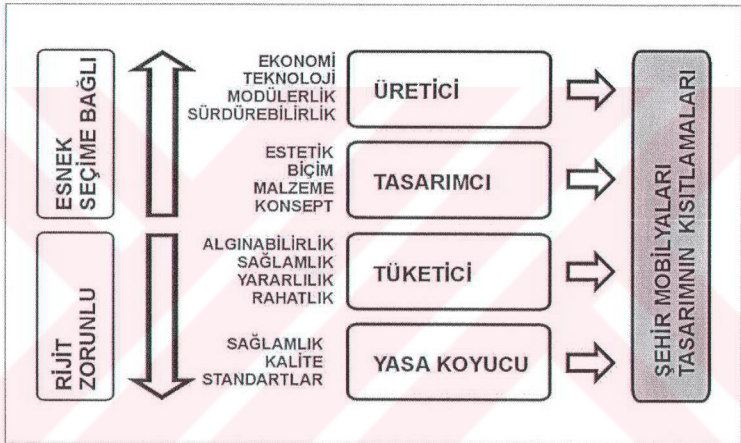 ESNEK
SEÇİME BAĞLI
RİJİT
ZORUNLU
EKONOMİ
TEKNOLOJİ
MODÜLERLİK
SÜRDÜREBİLİRLİK
ÜRETİCİ
ESTETİK
BİÇİM
MALZEME
KONSEPT
TASARIMCI
ALGINABİLİRLİK
SAĞLAMLIK
YARARLILIK
RAHATLIK
TÜKETİCİ
SAĞLAMLIK
KALİTE
STANDARTLAR
YASA KOYUCU
ŞEHİR MOBİLYALARI
TASARIMNIN KISITLAMALARI